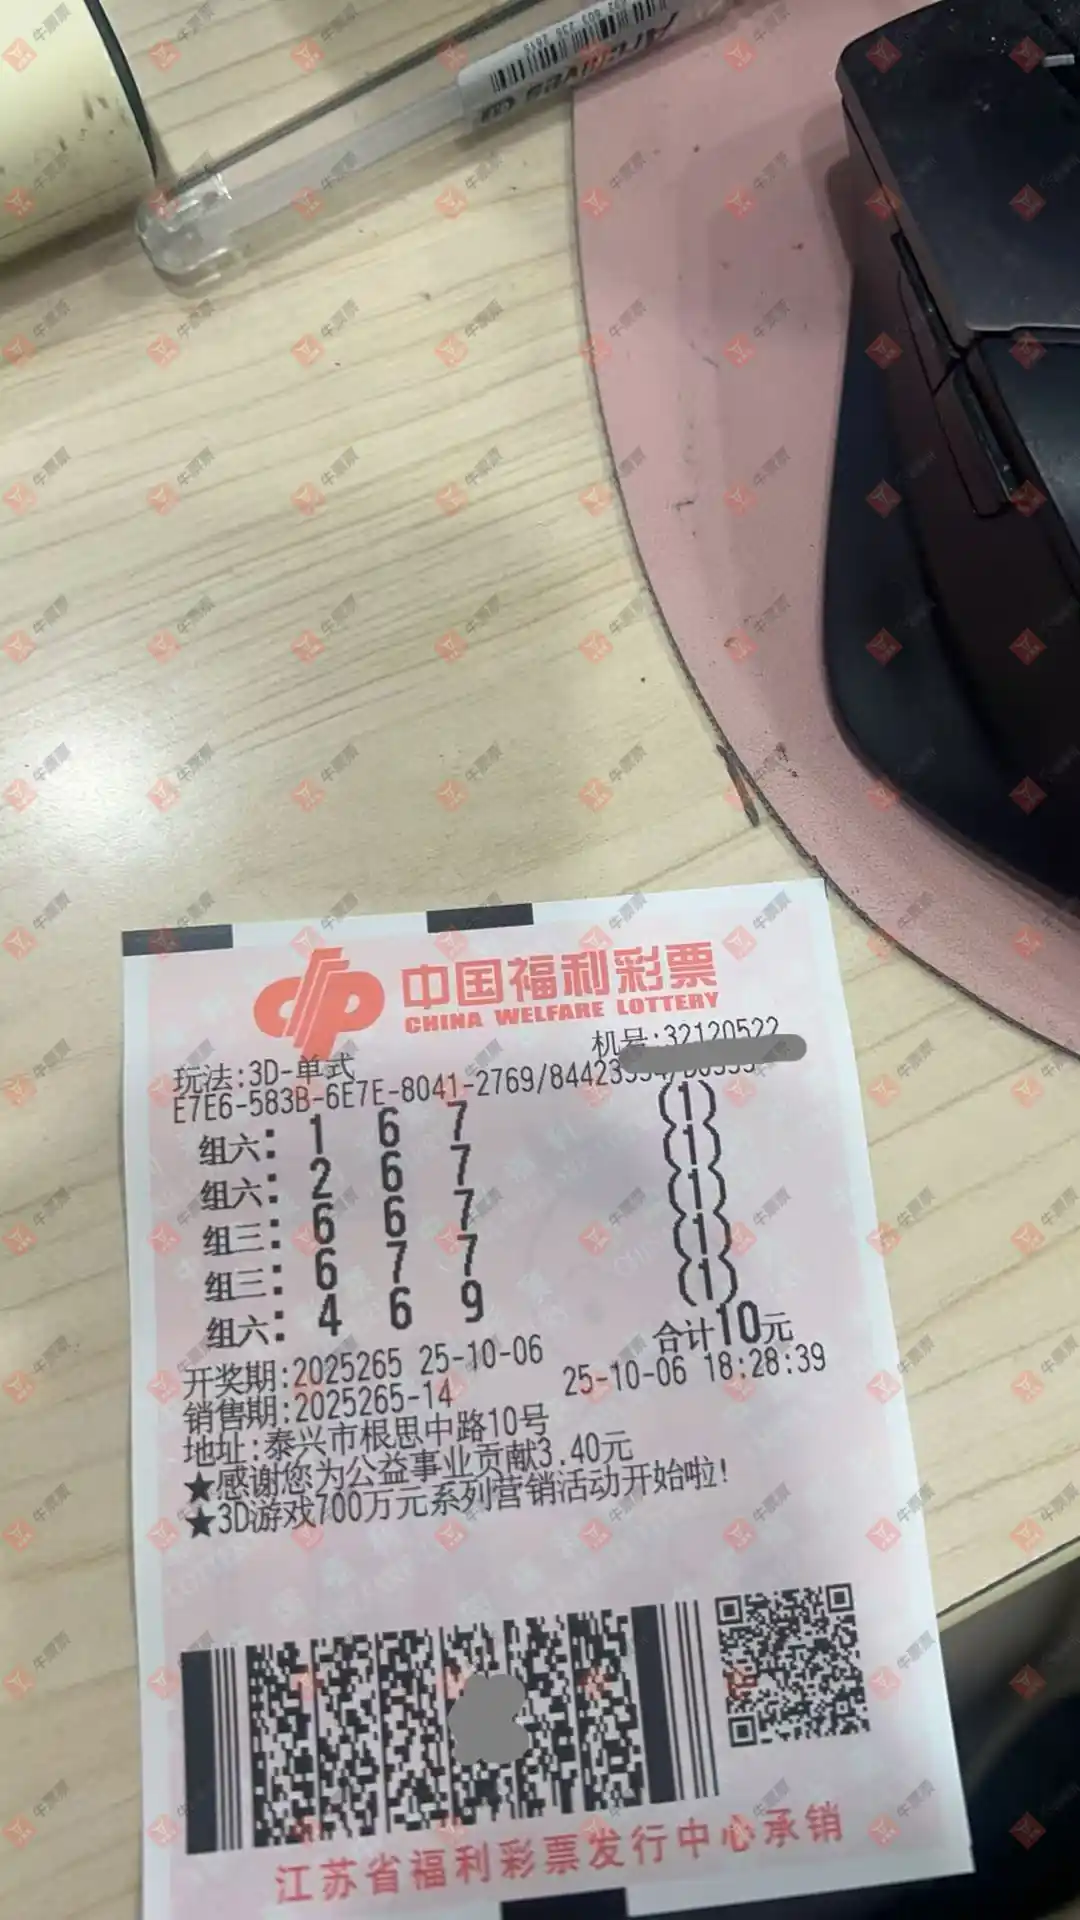 中国福利彩票
CHINA WELFARE LOTTERY
机号:32120522
玩法:3D-单式
E7E6-583B-6E7E-8041-2769/84423
组六: 1 6 7 (1)
组六: 2 6 7 (1)
组三: 6 6 7 (1)
组三: 6 7 7 (1)
组六: 4 6 9 (1)
合计10元
开奖期:2025265 25-10-06
销售期:2025265-14 25-10-06 18:28:39
地址:泰兴市根思中路10号
★感谢您为公益事业贡献3.40元
★3D游戏700万元系列营销活动开始啦!
江苏省福利彩票发行中心承销
牛票票